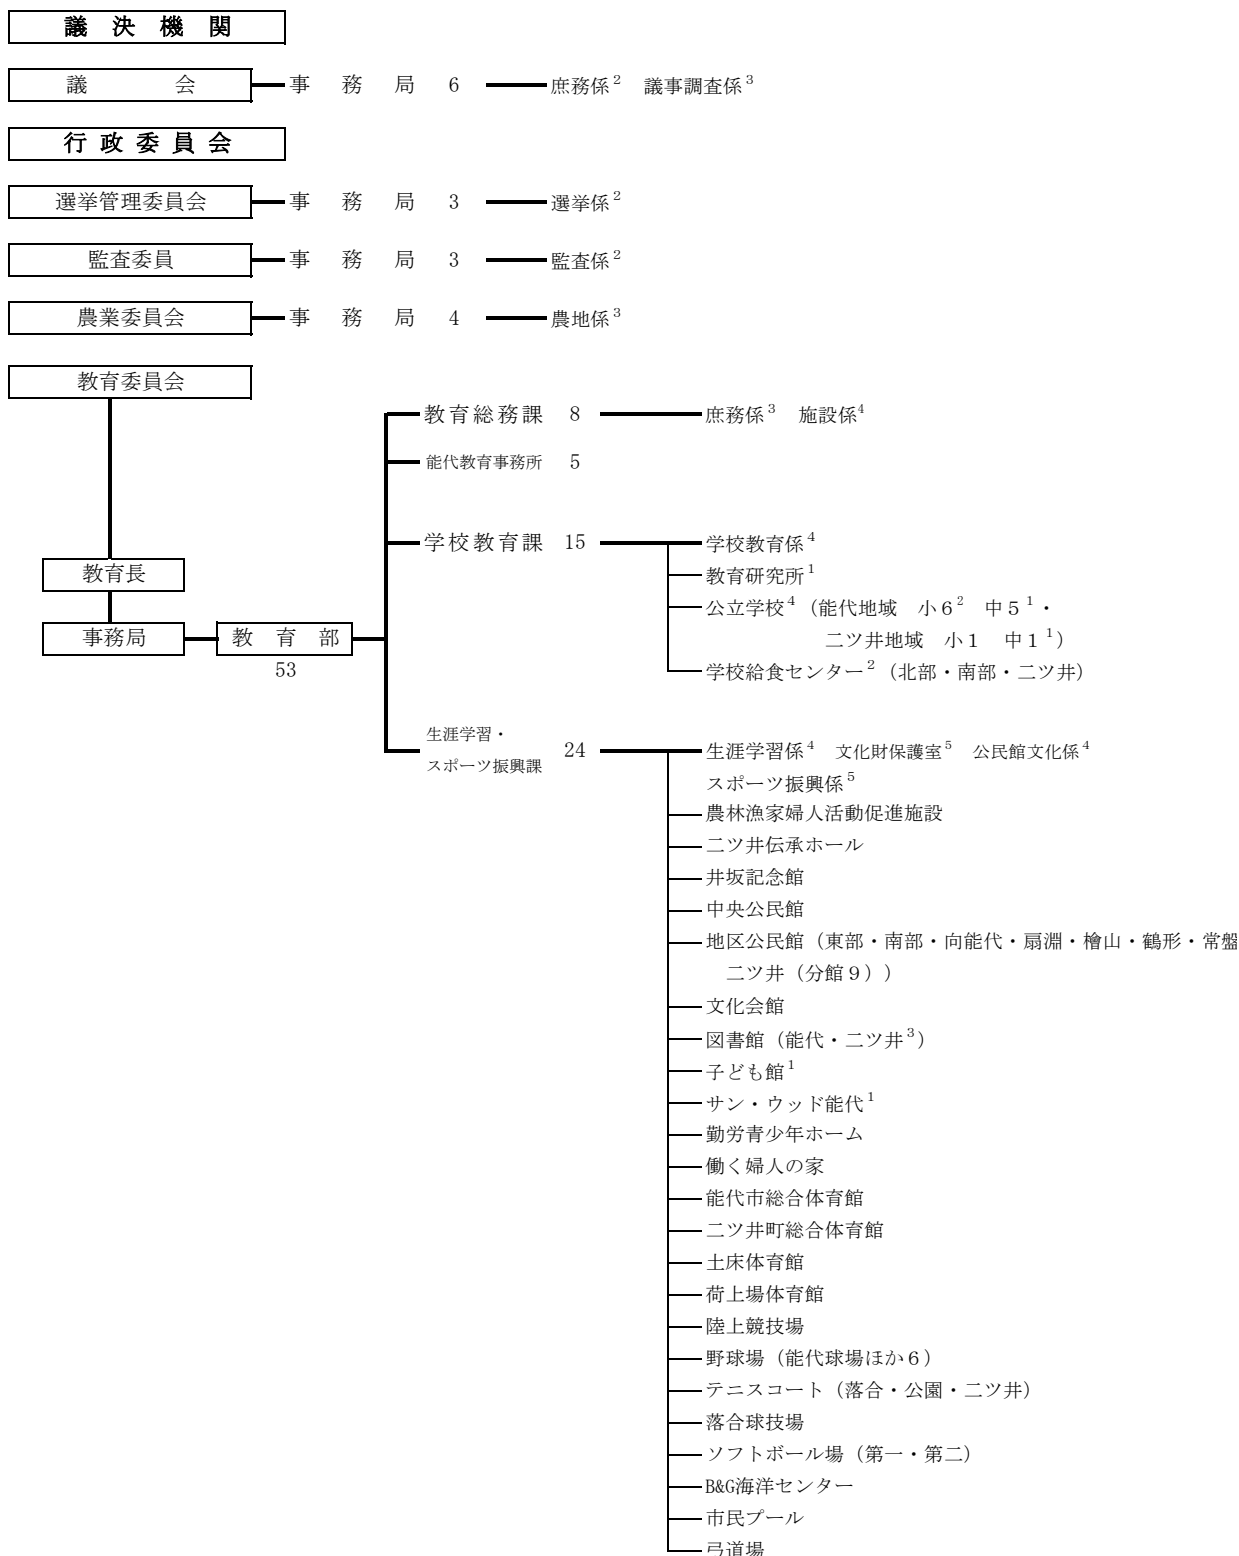 議決機関
議会 事務局 6 庶務係2 議事調査係3
行政委員会
選挙管理委員会 事務局 3 選挙係2
監査委員 事務局 3 監査係2
農業委員会 事務局 4 農地係3
教育委員会
教育総務課 8 庶務係3 施設係4
能代教育事務所 5
学校教育課 15 学校教育係4
教育長
教育研究所1
公立学校4（能代地域 小６2 中５1・
二ツ井地域 小１ 中１1）
事務局 教育部
53
学校給食センター2（北部・南部・二ツ井）
生涯学習・
スポーツ振興課 24 生涯学習係4 文化財保護室5 公民館文化係4
スポーツ振興係5
農林漁家婦人活動促進施設
二ツ井伝承ホール
井坂記念館
中央公民館
地区公民館（東部・南部・向能代・扇淵・檜山・鶴形・常盤
二ツ井（分館９））
文化会館
図書館（能代・二ツ井3）
子ども館1
サン・ウッド能代1
勤労青少年ホーム
働く婦人の家
能代市総合体育館
二ツ井町総合体育館
土床体育館
荷上場体育館
陸上競技場
野球場（能代球場ほか６）
テニスコート（落合・公園・二ツ井）
落合球技場
ソフトボール場（第一・第二）
B&G海洋センター
市民プール
弓道場